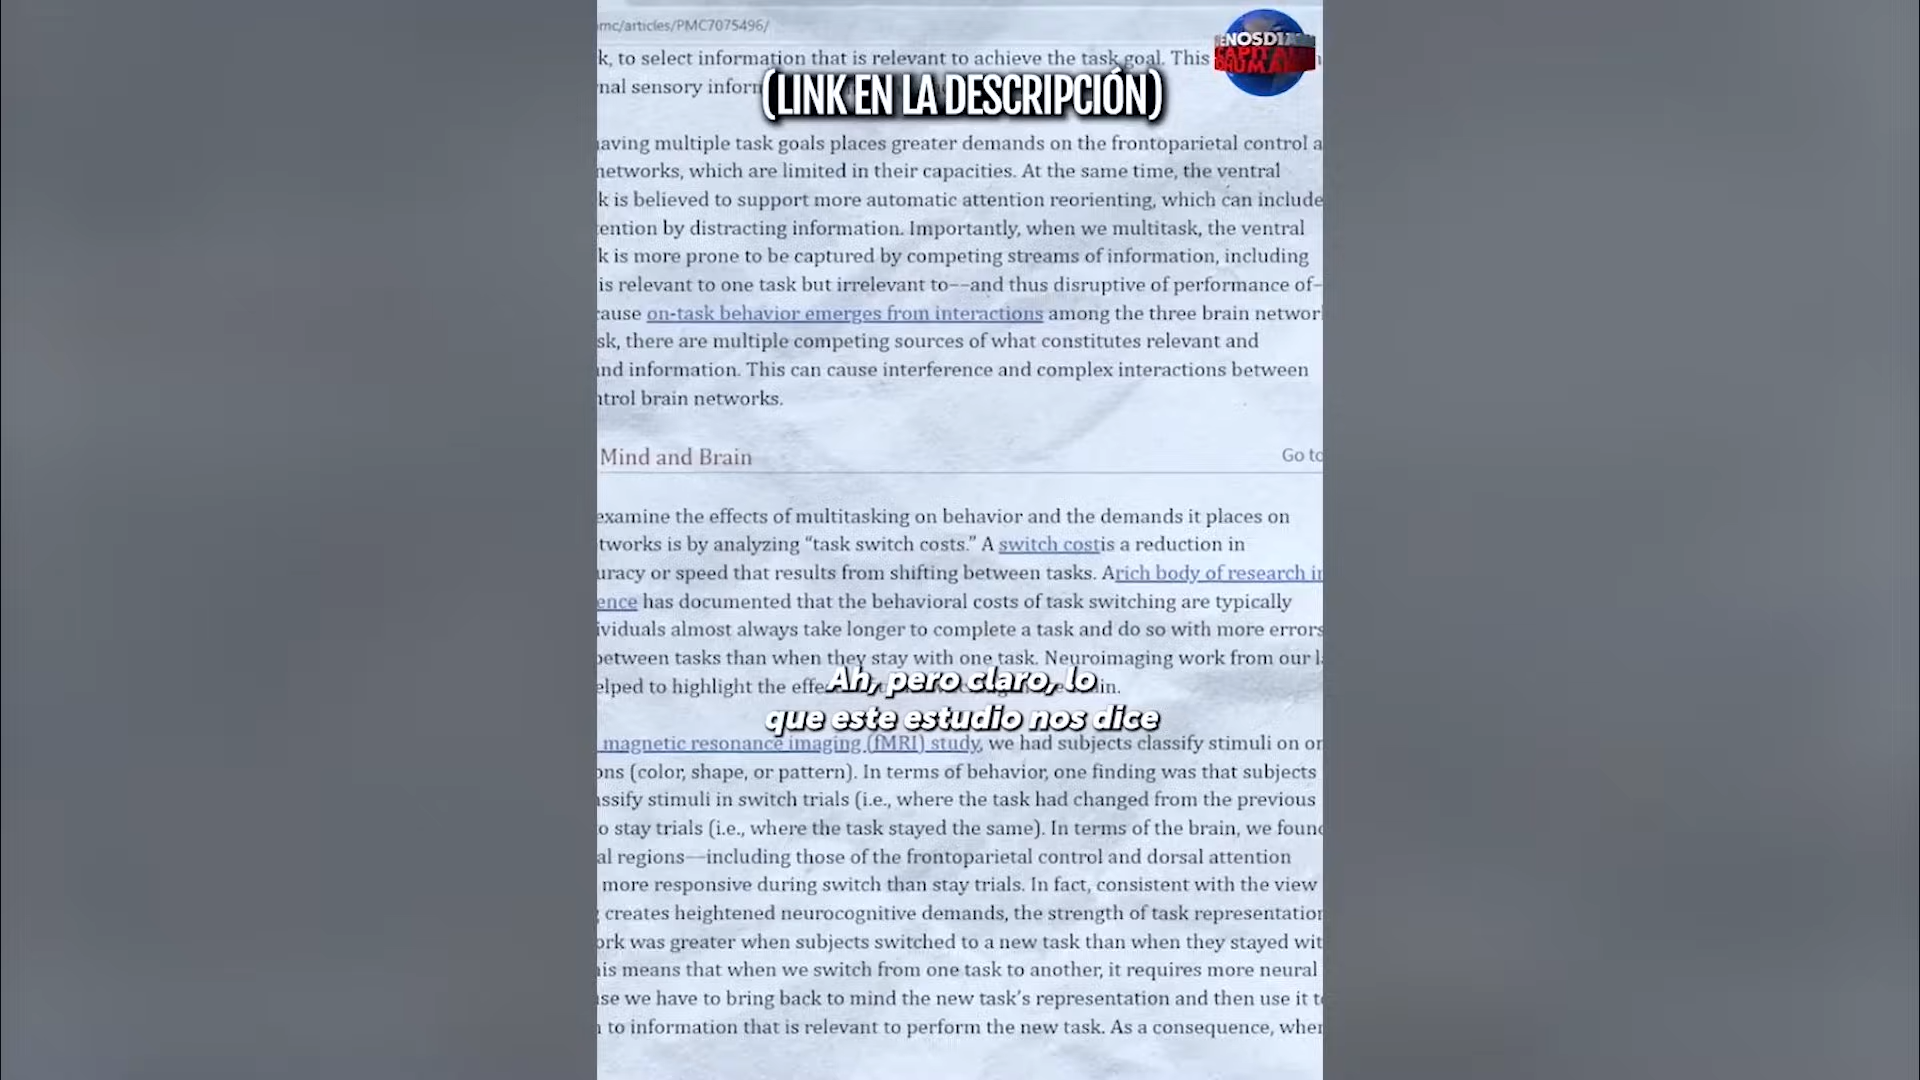 mc/articles/PMC7075496/
k, to select information that is relevant to achieve the task goal. This
nal sensory inform
(LINK EN LA DESCRIPCIÓN)
aving multiple task goals places greater demands on the frontoparietal control a
networks, which are limited in their capacities. At the same time, the ventral
k is believed to support more automatic attention reorienting, which can include
ention by distracting information. Importantly, when we multitask, the ventral
k is more prone to be captured by competing streams of information, including
is relevant to one task but irrelevant to––and thus disruptive of performance of–
ause on-task behavior emerges from interactions among the three brain networ
sk, there are multiple competing sources of what constitutes relevant and
nd information. This can cause interference and complex interactions between
ntrol brain networks.
Mind and Brain
Go to
examine the effects of multitasking on behavior and the demands it places on
tworks is by analyzing “task switch costs.” A switch costis a reduction in
uracy or speed that results from shifting between tasks. Arich body of research in
ence has documented that the behavioral costs of task switching are typically
ividuals almost always take longer to complete a task and do so with more errors
between tasks than when they stay with one task. Neuroimaging work from our l
elped to highlight the effe
in.
Ah, pero claro, lo
que este estudio nos dice
magnetic resonance imaging (fMRI) study, we had subjects classify stimuli on or
ons (color, shape, or pattern). In terms of behavior, one finding was that subjects
assify stimuli in switch trials (i.e., where the task had changed from the previous
o stay trials (i.e., where the task stayed the same). In terms of the brain, we found
al regions––including those of the frontoparietal control and dorsal attention
more responsive during switch than stay trials. In fact, consistent with the view
creates heightened neurocognitive demands, the strength of task representation
ork was greater when subjects switched to a new task than when they stayed wit
is means that when we switch from one task to another, it requires more neural
se we have to bring back to mind the new task’s representation and then use it to
n to information that is relevant to perform the new task. As a consequence, when